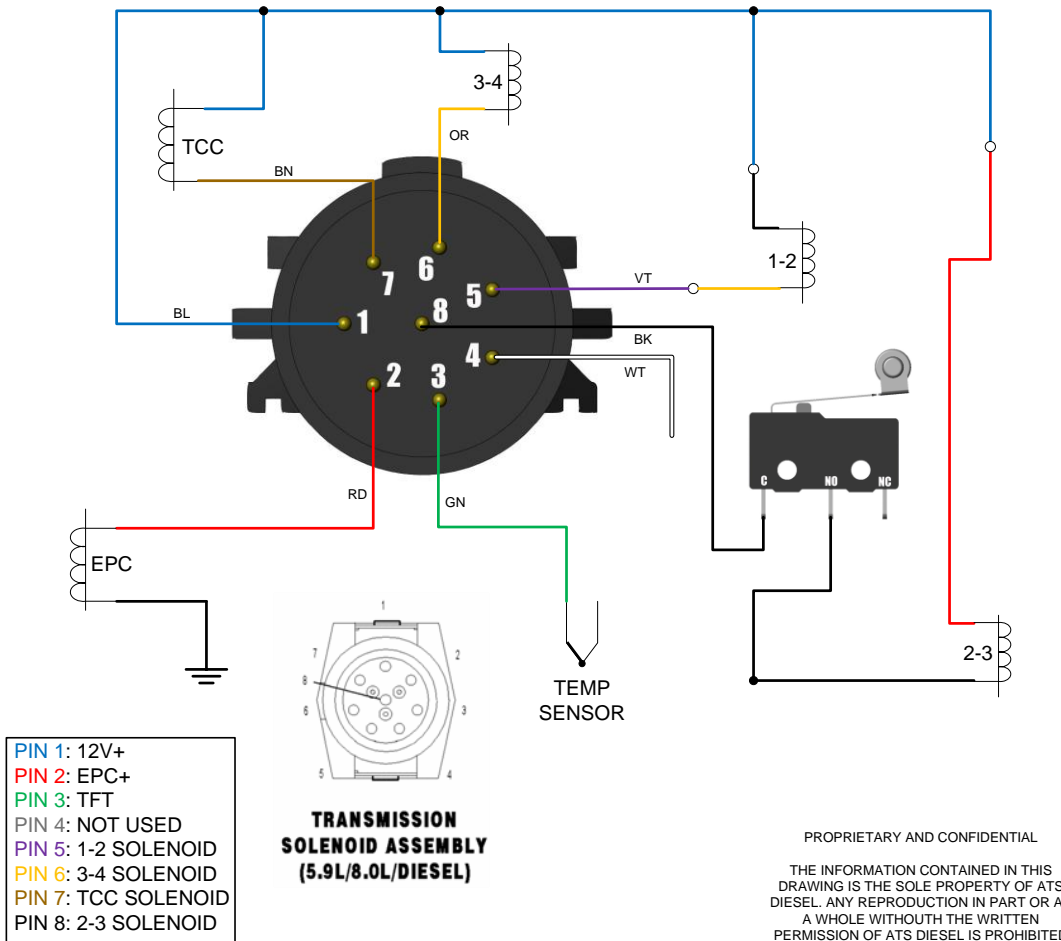 3-4
TCC
OR
BN
7
6
5
1-2
VT
BL
1
8
4
BK
WT
2
3
C
NO
NC
RD
GN
EPC
1
7
2
8
6
3
5
4
TEMP
SENSOR
2-3
TRANSMISSION
SOLENOID ASSEMBLY
(5.9L/8.0L/DIESEL)
PIN 1: 12V+
PIN 2: EPC+
PIN 3: TFT
PIN 4: NOT USED
PIN 5: 1-2 SOLENOID
PIN 6: 3-4 SOLENOID
PIN 7: TCC SOLENOID
PIN 8: 2-3 SOLENOID
PROPRIETARY AND CONFIDENTIAL
THE INFORMATION CONTAINED IN THIS
DRAWING IS THE SOLE PROPERTY OF ATS
DIESEL. ANY REPRODUCTION IN PART OR A
A WHOLE WITHOUTH THE WRITTEN
PERMISSION OF ATS DIESEL IS PROHIBITED